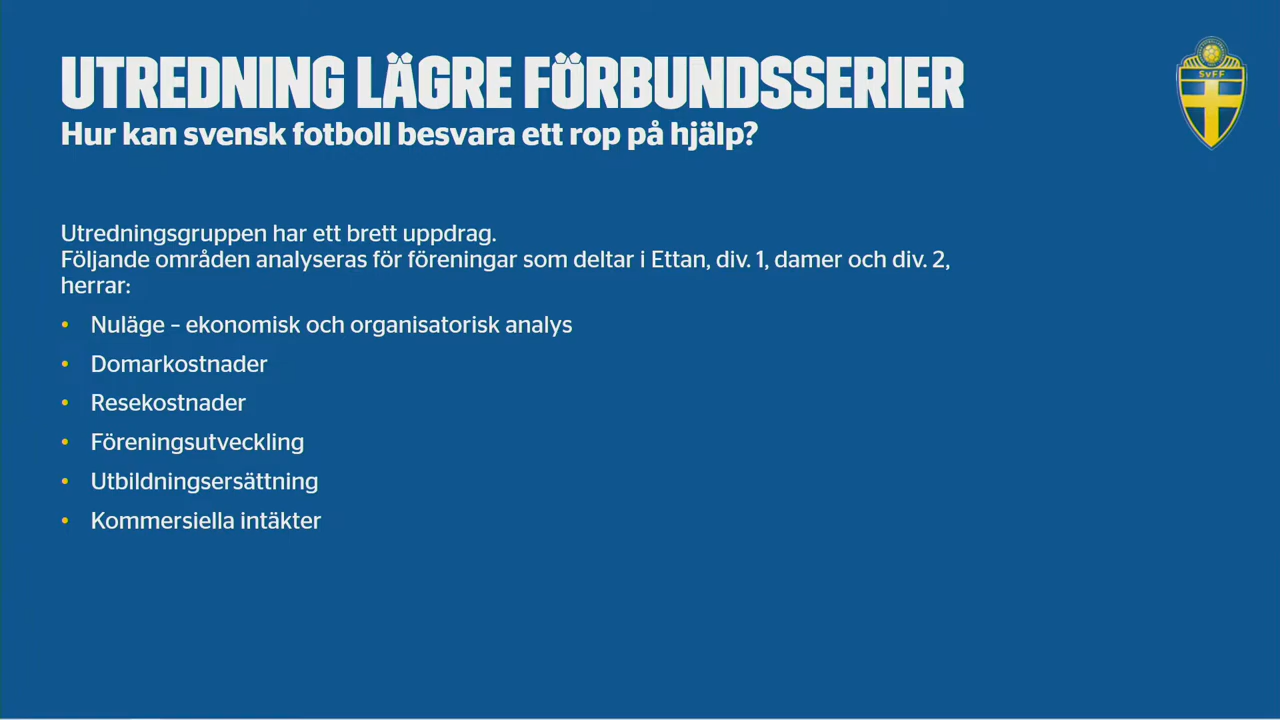 UTREDNING LÄGRE FÖRBUNDSSERIER
Hur kan svensk fotboll besvara ett rop på hjälp?
SvFF
Utredningsgruppen har ett brett uppdrag.
Följande områden analyseras för föreningar som deltar i Ettan, div. 1, damer och div. 2,
herrar:
• Nuläge – ekonomisk och organisatorisk analys
• Domarkostnader
• Resekostnader
• Föreningsutveckling
• Utbildningsersättning
• Kommersiella intäkter